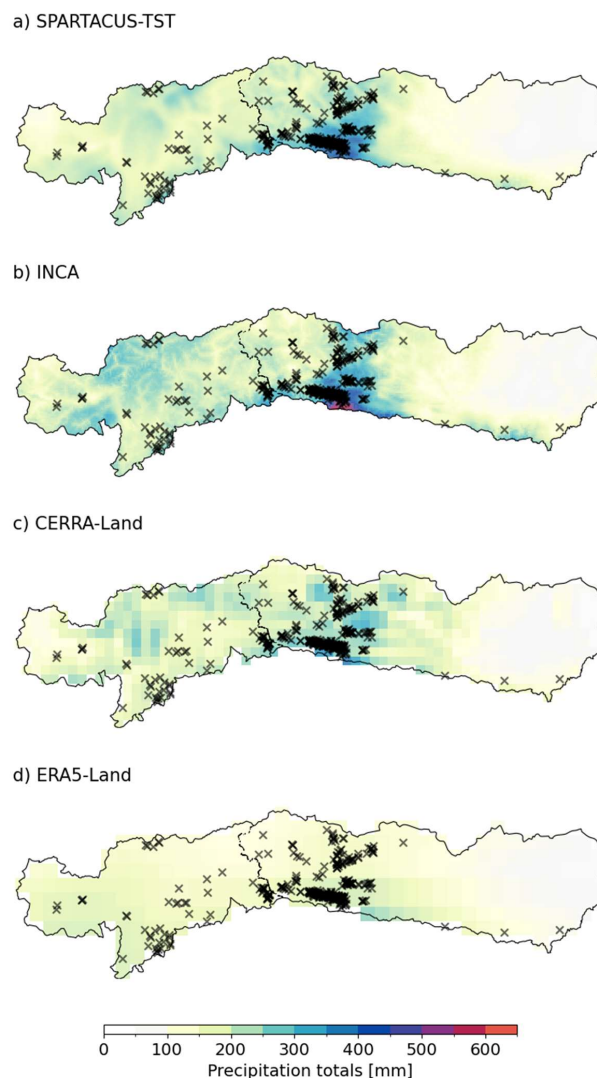 a) SPARTACUS-TST
b) INCA
c) CERRA-Land
d) ERA5-Land
0 100 200 300 400 500 600
Precipitation totals [mm]